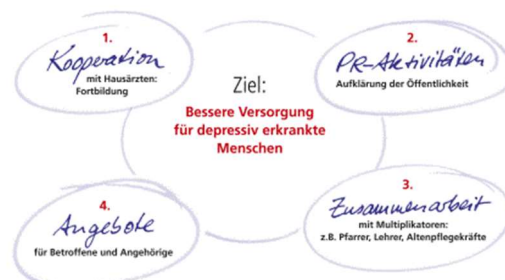 1.
Kooperation
mit Hausärzten:
Fortbildung
2.
PR-Aktivitäten
Aufklärung der Öffentlichkeit
Ziel:
Bessere Versorgung
für depressiv erkrankte
Menschen
4.
Angebote
für Betroffene und Angehörige
3.
Zusammenarbeit
mit Multiplikatoren:
z.B. Pfarrer, Lehrer, Altenpflegekräfte